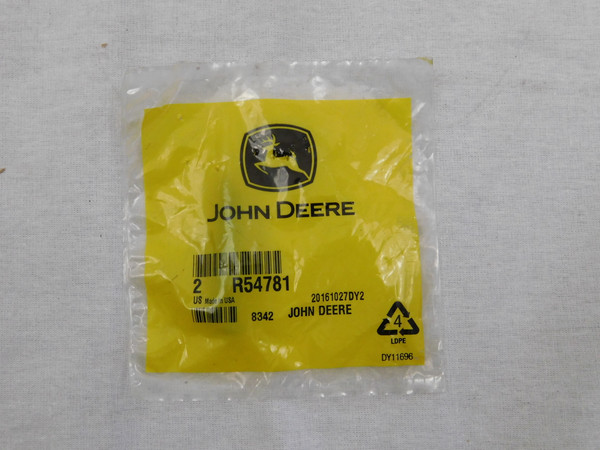 JOHN DEERE
2 R54781
US Made in USA
20161027DY2
8342 JOHN DEERE
4
LDPE
DY11696